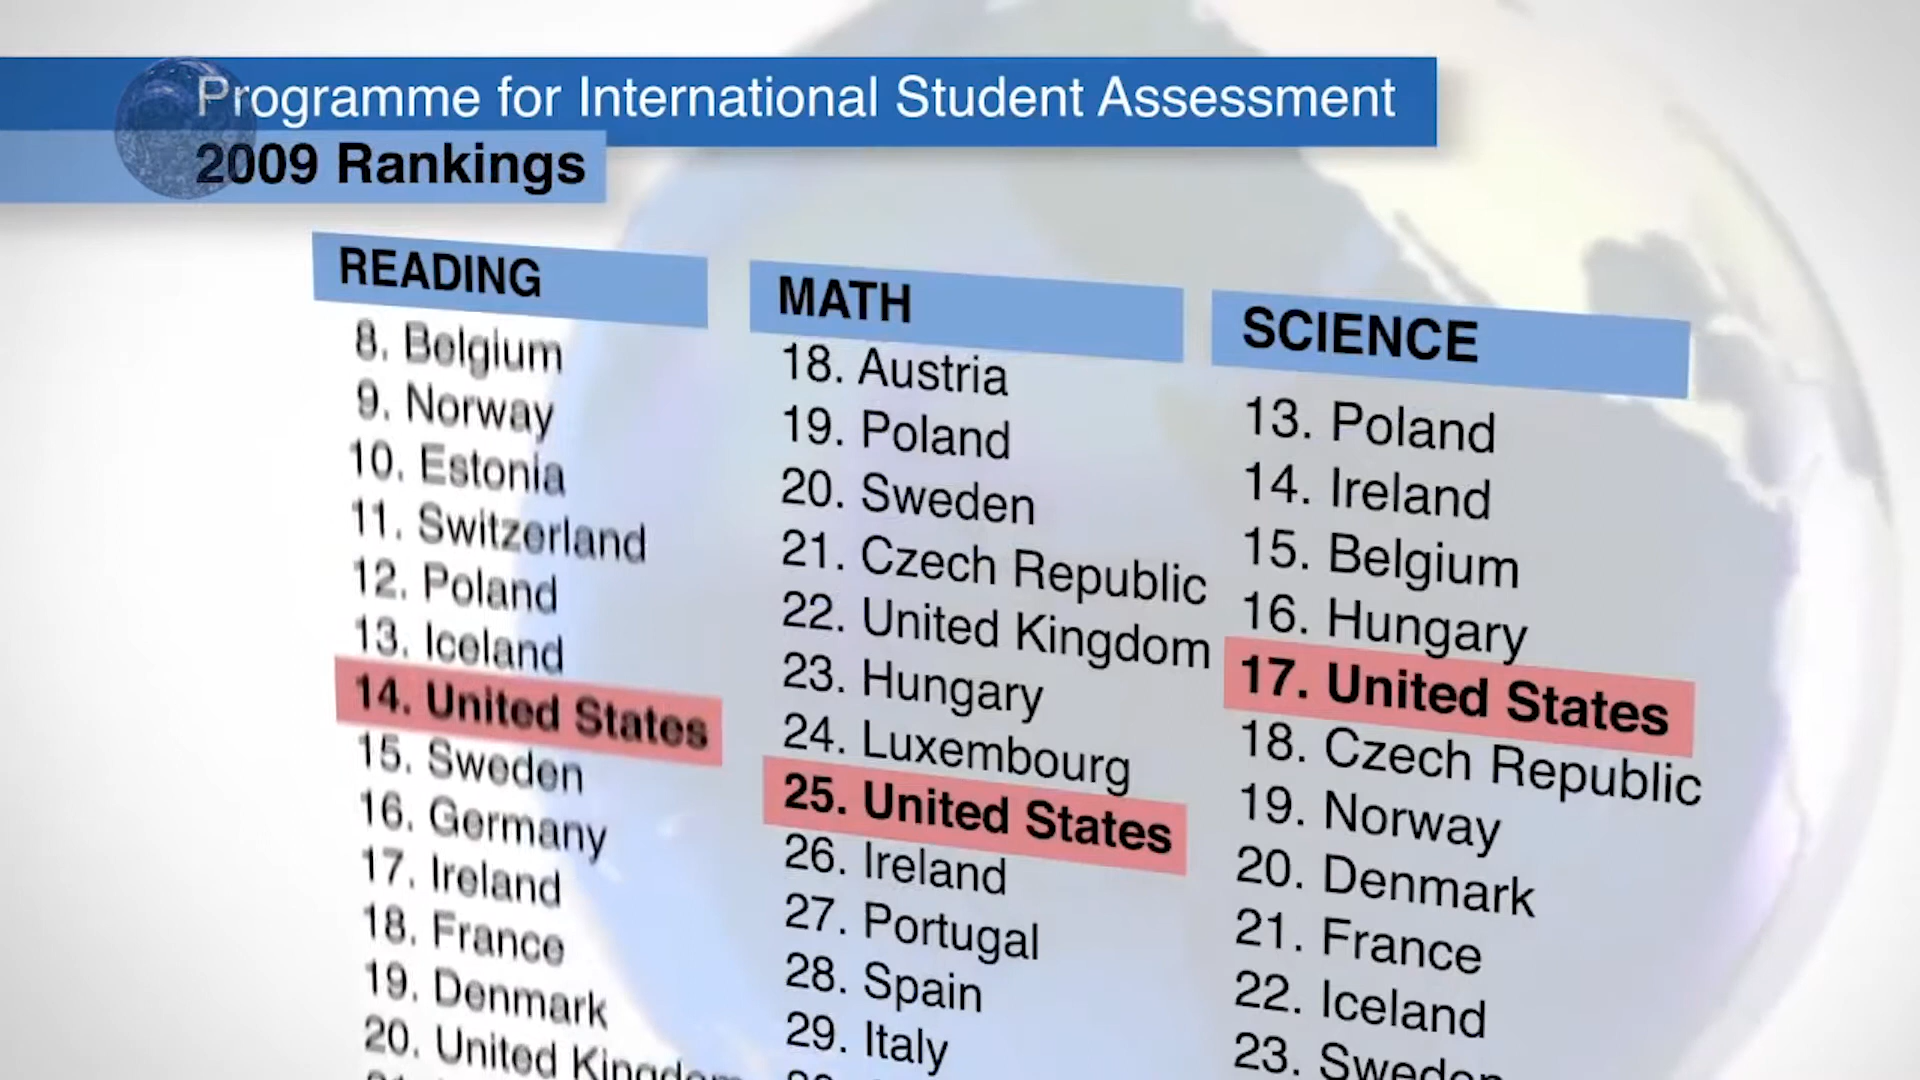 Programme for International Student Assessment
2009 Rankings
READING
8. Belgium
9. Norway
10. Estonia
11. Switzerland
12. Poland
13. Iceland
14. United States
15. Sweden
16. Germany
17. Ireland
18. France
19. Denmark
20. United Kingdom
MATH
18. Austria
19. Poland
20. Sweden
21. Czech Republic
22. United Kingdom
23. Hungary
24. Luxembourg
25. United States
26. Ireland
27. Portugal
28. Spain
29. Italy
SCIENCE
13. Poland
14. Ireland
15. Belgium
16. Hungary
17. United States
18. Czech Republic
19. Norway
20. Denmark
21. France
22. Iceland
23. Sweden